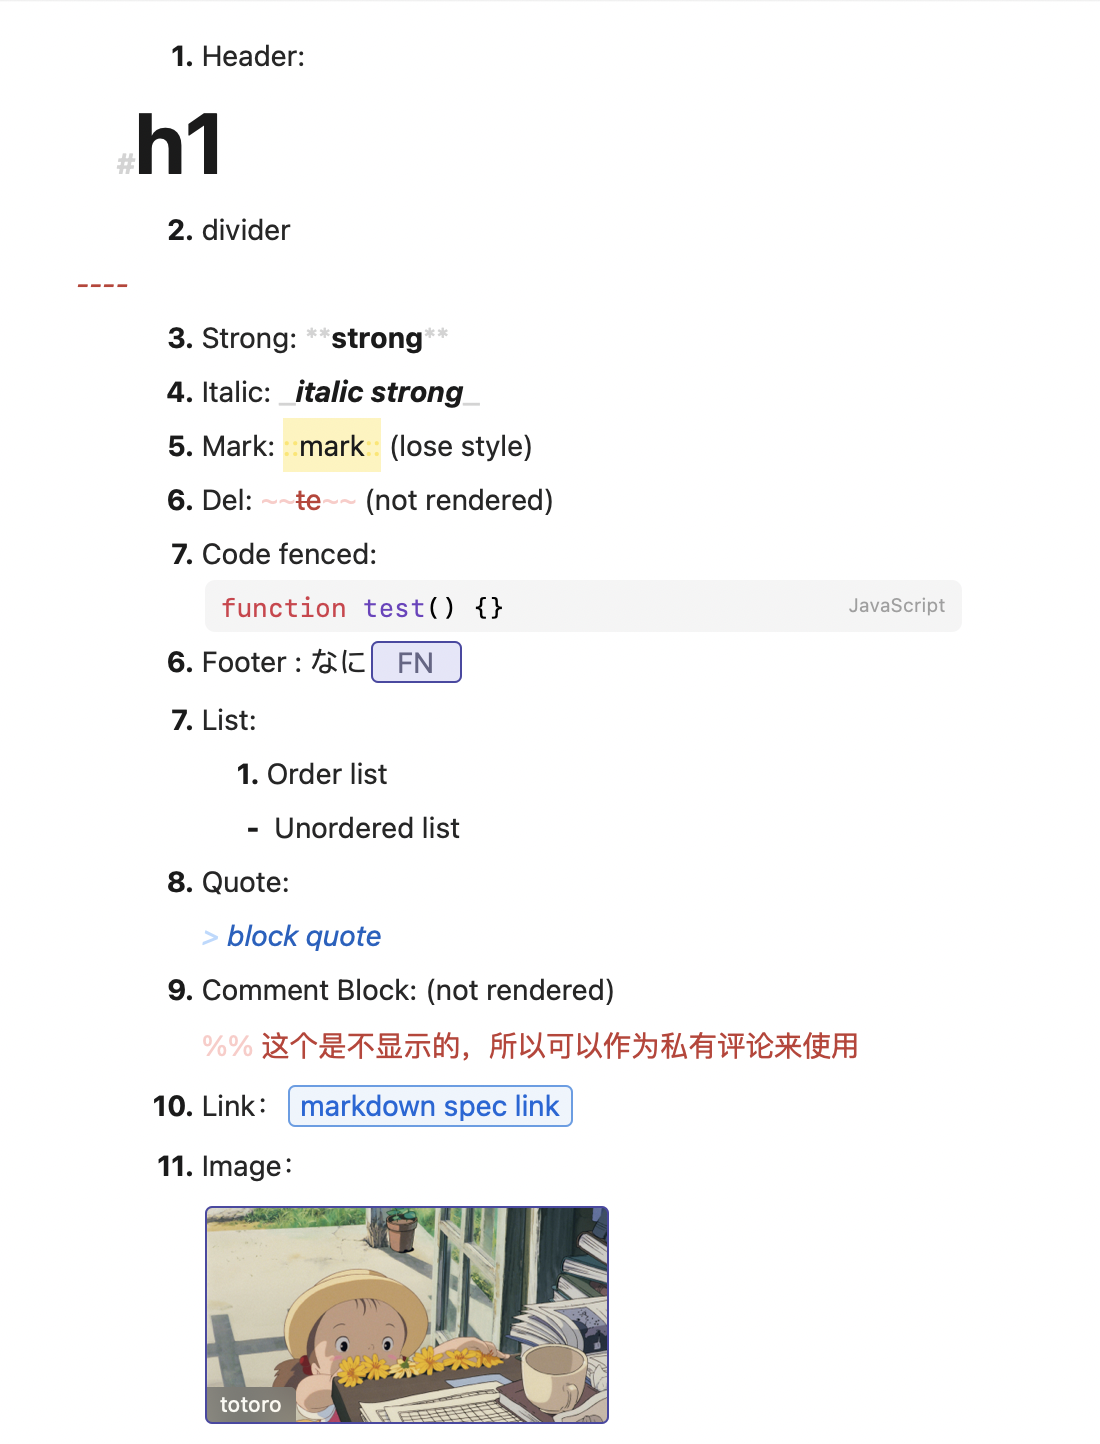 1. Header:
#h1
2. divider
----
3. Strong: **strong**
4. Italic: _italic strong_
5. Mark: ::mark:: (lose style)
6. Del: ~~te~~ (not rendered)
7. Code fenced:
function test() {} JavaScript
6. Footer : なに FN
7. List:
1. Order list
- Unordered list
8. Quote:
> block quote
9. Comment Block: (not rendered)
%% 这个是不显示的，所以可以作为私有评论来使用
10. Link： markdown spec link
11. Image：
totoro